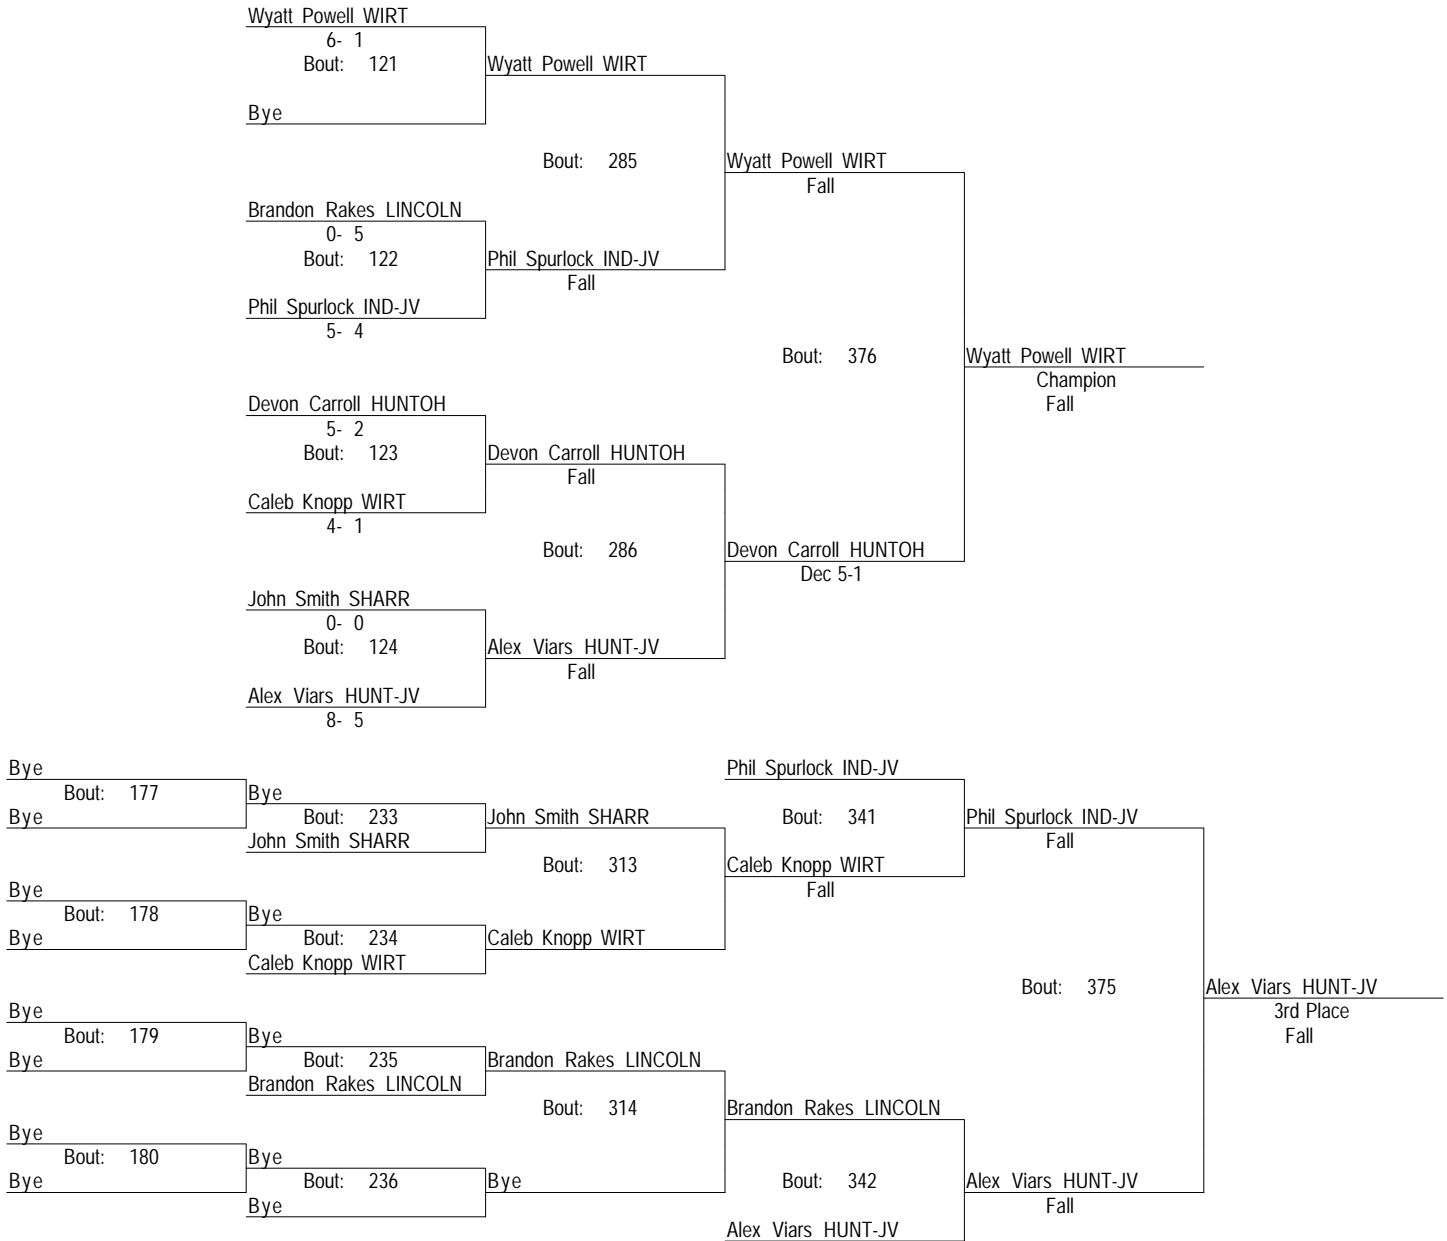 Wyatt Powell WIRT
6- 1
Bout: 121
Wyatt Powell WIRT
Bye
Bout: 285
Wyatt Powell WIRT
Fall
Brandon Rakes LINCOLN
0- 5
Bout: 122
Phil Spurlock IND-JV
Fall
Phil Spurlock IND-JV
5- 4
Bout: 376
Wyatt Powell WIRT
Champion
Fall
Devon Carroll HUNTOH
5- 2
Bout: 123
Devon Carroll HUNTOH
Fall
Caleb Knopp WIRT
4- 1
Bout: 286
Devon Carroll HUNTOH
Dec 5-1
John Smith SHARR
0- 0
Bout: 124
Alex Viars HUNT-JV
Fall
Alex Viars HUNT-JV
8- 5
Bye
Bout: 177
Bye
Bye
Bout: 233
John Smith SHARR
John Smith SHARR
Bout: 313
Phil Spurlock IND-JV
Bout: 341
Phil Spurlock IND-JV
Fall
Caleb Knopp WIRT
Fall
Bye
Bout: 178
Bye
Bye
Bout: 234
Caleb Knopp WIRT
Caleb Knopp WIRT
Bout: 375
Alex Viars HUNT-JV
3rd Place
Fall
Bye
Bout: 179
Bye
Bye
Bout: 235
Brandon Rakes LINCOLN
Brandon Rakes LINCOLN
Bout: 314
Brandon Rakes LINCOLN
Bye
Bout: 180
Bye
Bye
Bout: 236
Bye
Bye
Bout: 342
Alex Viars HUNT-JV
Fall
Alex Viars HUNT-JV